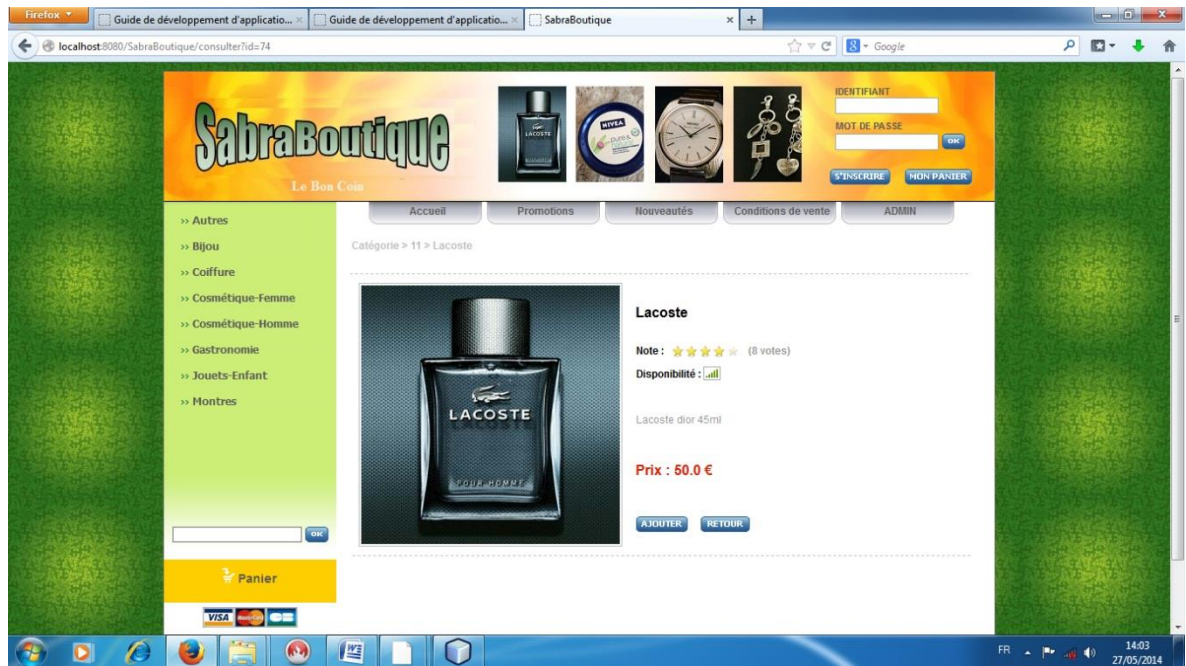 Firefox
Guide de développement d'applicatio...
Guide de développement d'applicatio...
SabraBoutique
localhost:8080/SabraBoutique/consulter?id=74
Google
SabraBoutique
Le Bon Coin
LACOSTE
NIVEA
pure &
natural
IDENTIFIANT
MOT DE PASSE
OK
S'INSCRIRE
MON PANIER
Accueil
Promotions
Nouveautés
Conditions de vente
ADMIN
>> Autres
>> Bijou
>> Coiffure
>> Cosmétique-Femme
>> Cosmétique-Homme
>> Gastronomie
>> Jouets-Enfant
>> Montres
OK
Panier
VISA
MasterCard
CB
Catégorie > 11 > Lacoste
LACOSTE
POUR HOMME
Lacoste
Note : (8 votes)
Disponibilité :
Lacoste dior 45ml
Prix : 50.0 €
AJOUTER
RETOUR
FR
14:03
27/05/2014